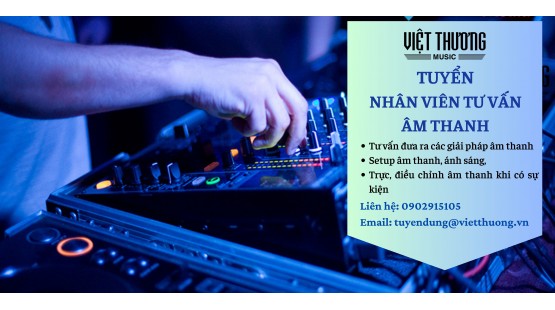 VIỆT THƯƠNG
MUSIC
TUYỂN
NHÂN VIÊN TƯ VẤN
ÂM THANH
• Tư vấn đưa ra các giải pháp âm thanh
• Setup âm thanh, ánh sáng,
• Trực, điều chỉnh âm thanh khi có sự
kiện
Liên hệ: 0902915105
Email: tuyendung@vietthuong.vn